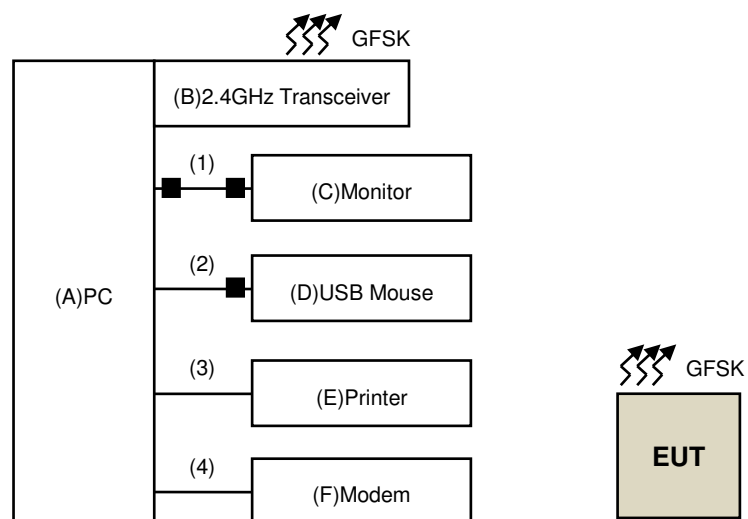 GFSK
(B)2.4GHz Transceiver
(1)
(C)Monitor
(2)
(A)PC
(D)USB Mouse
(3)
(E)Printer
GFSK
EUT
(4)
(F)Modem